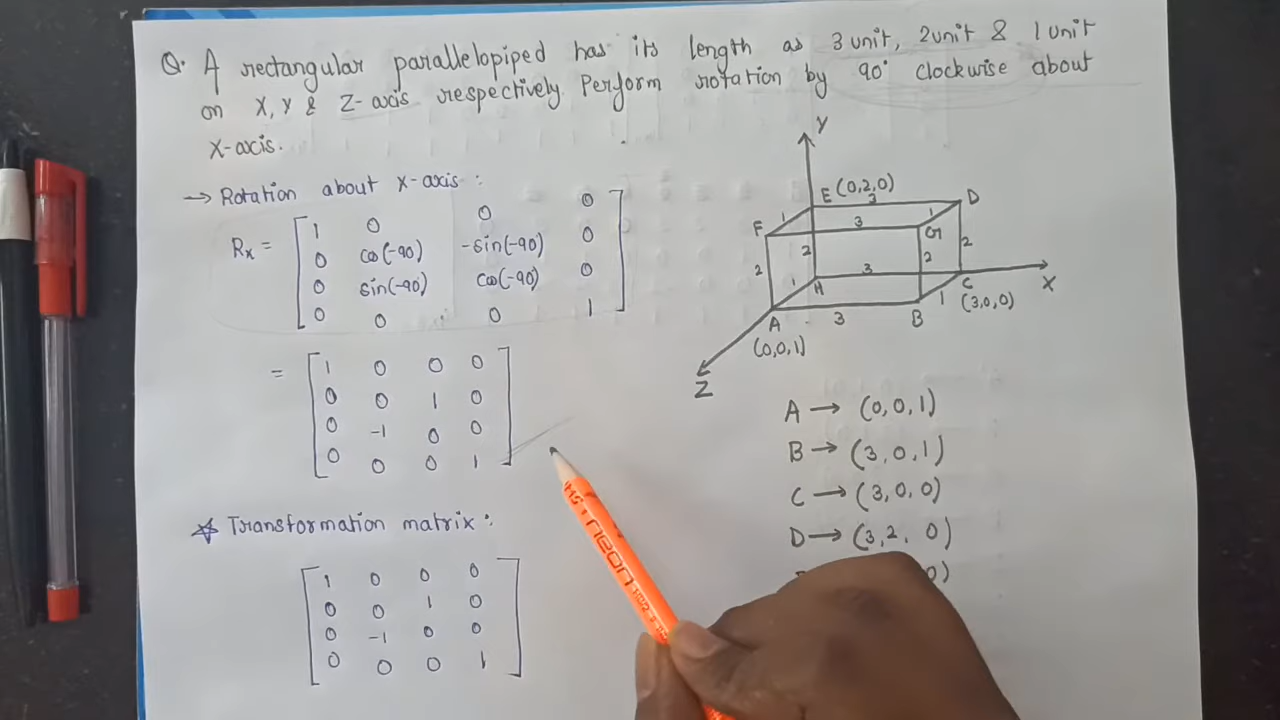 Q. A rectangular parallelopiped has its length as 3 unit, 2unit & 1 unit
on X, Y & Z-axis respectively Perform rotation by 90° clockwise about
X-axis.
→ Rotation about X-axis:
Rx = 1 0 0 0
0 cos(-90) -sin(-90) 0
0 sin(-90) cos(-90) 0
0 0 0 1
= 1 0 0 0
0 0 1 0
0 -1 0 0
0 0 0 1
☆ Transformation matrix:
1 0 0 0
0 0 1 0
0 -1 0 0
0 0 0 1
Y
E (0,2,0)
3
D
F
1
3
1
G
2
2
2
2
3
1
H
C
X
A
3
B
1
(3,0,0)
(0,0,1)
Z
A → (0,0,1)
B → (3,0,1)
C → (3,0,0)
D → (3,2,0)
0)
neon